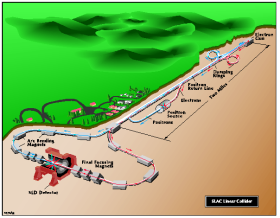 Electron
Gun
Damping
Rings
Positron
Return Line
Two Miles
Electrons
Positron
Source
Positrons
Arc Bending
Magnets
Final Focusing
Magnets
SLD Detector
SLAC Linear Collider